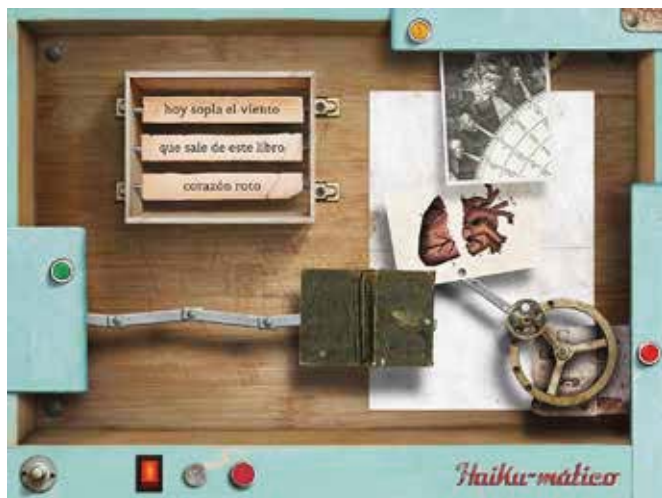 hoy sopla el viento
que sale de este libro
corazón roto
Haiku-mático